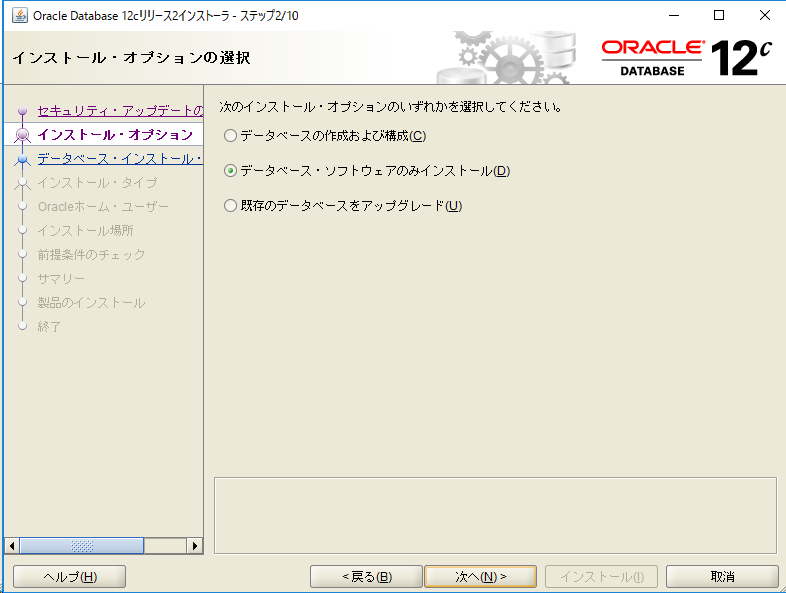 Oracle Database 12cリリース2インストーラ - ステップ2/10
インストール・オプションの選択
ORACLE®
DATABASE
12c
セキュリティ・アップデートの
インストール・オプション
データベース・インストール・
インストール・タイプ
Oracleホーム・ユーザー
インストール場所
前提条件のチェック
サマリー
製品のインストール
終了
次のインストール・オプションのいずれかを選択してください。
データベースの作成および構成(C)
データベース・ソフトウェアのみインストール(D)
既存のデータベースをアップグレード(U)
ヘルプ(H)
<戻る(B)
次へ(N)>
インストール(I)
取消